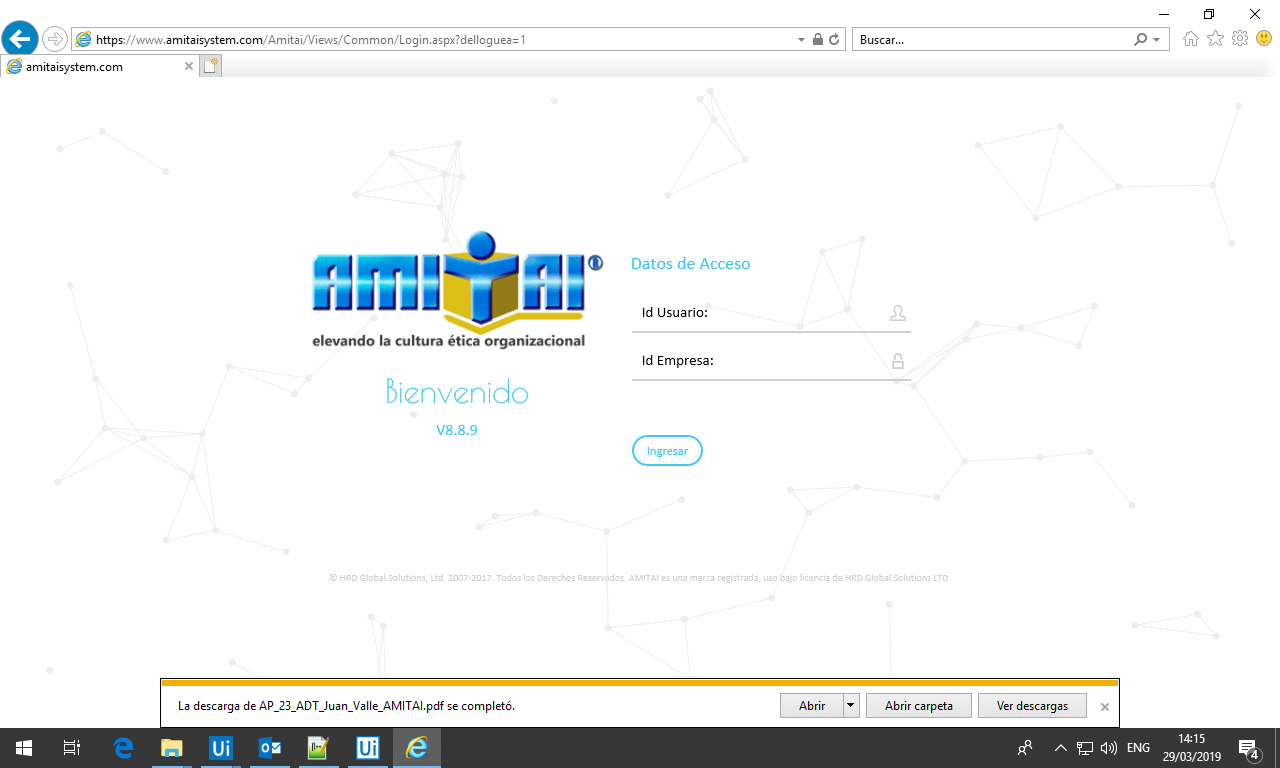 https://www.amitaisystem.com/Amitai/Views/Common/Login.aspx?delloguea=1
Buscar...
amitaisystem.com
AMITAI®
elevando la cultura ética organizacional
Bienvenido
V8.8.9
Datos de Acceso
Id Usuario:
Id Empresa:
Ingresar
© HRD Global Solutions, Ltd. 2007-2017. Todos los Derechos Reservados. AMITAI es una marca registrada, uso bajo licencia de HRD Global Solutions LTD.
La descarga de AP_23_ADT_Juan_Valle_AMITAI.pdf se completó.
Abrir
Abrir carpeta
Ver descargas
Ui
Ui
ENG
14:15
29/03/2019
4